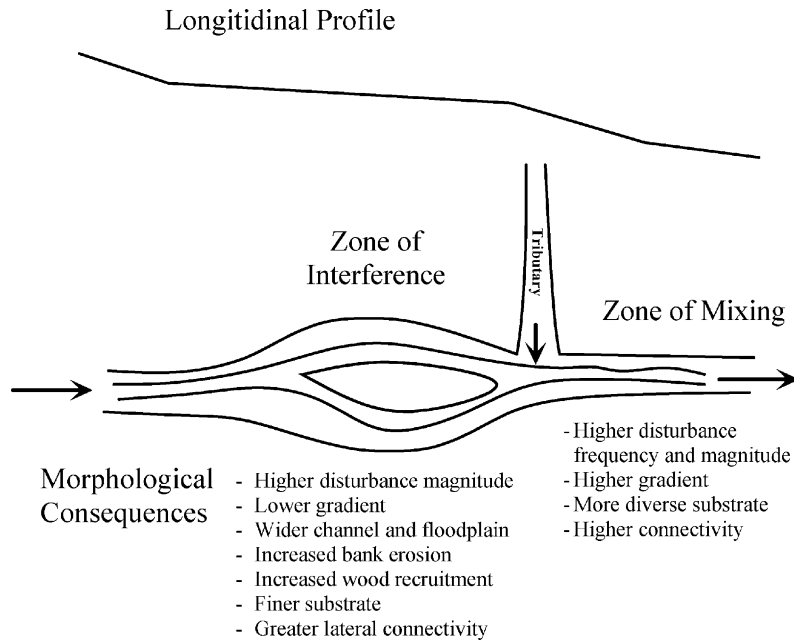 Longitidinal Profile
Tributary
Zone of
Interference
Zone of Mixing
Morphological
Consequences
- Higher disturbance magnitude
- Lower gradient
- Wider channel and floodplain
- Increased bank erosion
- Increased wood recruitment
- Finer substrate
- Greater lateral connectivity
- Higher disturbance
frequency and magnitude
- Higher gradient
- More diverse substrate
- Higher connectivity